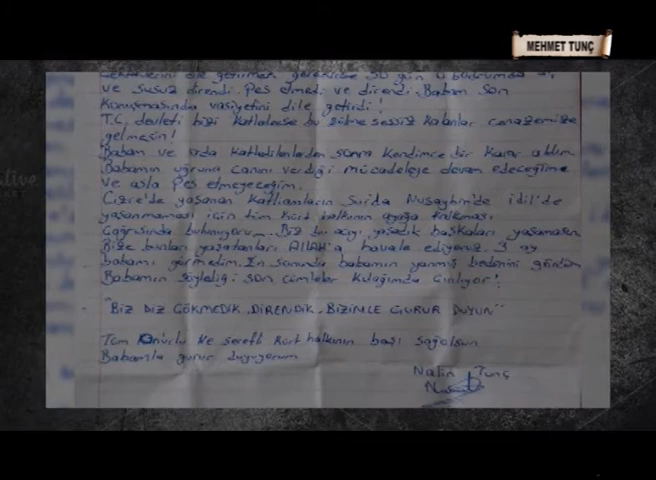 MEHMET TUNÇ
ve susuz direndi. Pes etmedi ve direndi. Babam son
konuşmasında vasiyetini dile getirdi!
T.C. devleti bizi katlederse bu zulme sessiz kalanlar cenazemize
gelmesin!
Babam ve orda katledilenlerden sonra kendimce bir karar aldım.
Babamın uğruna canını verdiği mücadeleye devam edeceğime
ve asla pes etmeyeceğim.
Cizre'de yaşanan katliamların Sur'da Nusaybin'de İdil'de
yaşanmaması için tüm kürt halkının ayağa kalkması
çağrısında bulunuyoru Biz bu acıyı yaşadık başkaları yaşamasın
Bize bunları yaşatanları ALLAH'a havale ediyoruz. 3 ay
babamı görmedim. En sonunda babamın yanmış bedenini gördüm
Babamın söylediği son cümleler kulağımda çınlıyor!
"BİZ DİZ ÇÖKMEDİK, DİRENDİK, BİZİMLE GURUR DUYUN"
Tüm Onurlu ve şerefli kürt halkının başı sağolsun
Babamla gurur duyuyorum
Tunç